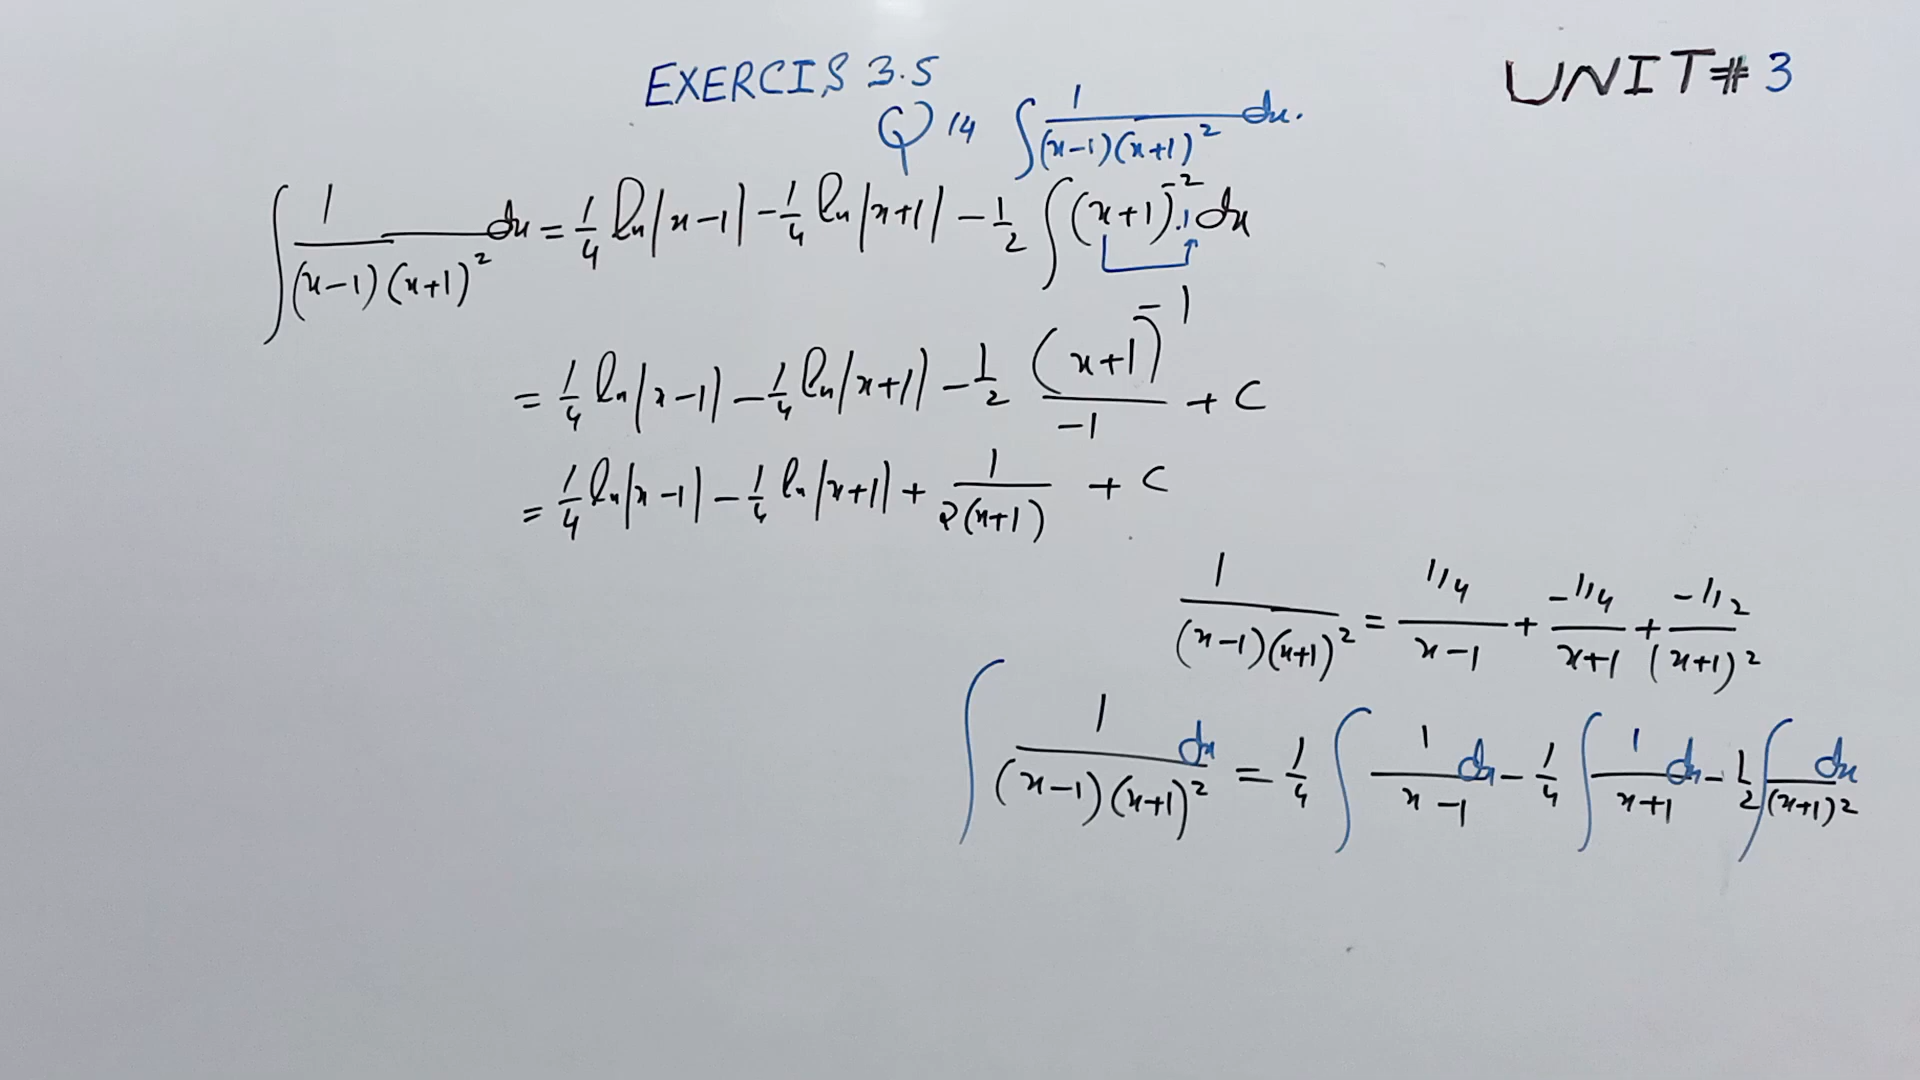 EXERCIS 3.5
UNIT # 3
Q 14 ∫ 1/((x-1)(x+1)²) dx.
∫ 1/((x-1)(x+1)²) dx = 1/4 ln|x-1| - 1/4 ln|x+1| - 1/2 ∫ (x+1)⁻² .1 dx
= 1/4 ln|x-1| - 1/4 ln|x+1| - 1/2 (x+1)⁻¹/-1 + C
= 1/4 ln|x-1| - 1/4 ln|x+1| + 1/(2(x+1)) + C
1/((x-1)(x+1)²) = (1/4)/(x-1) + (-1/4)/(x+1) + (-1/2)/(x+1)²
∫ 1/((x-1)(x+1)²) dx = 1/4 ∫ 1/(x-1) dx - 1/4 ∫ 1/(x+1) dx - 1/2 ∫ dx/(x+1)²